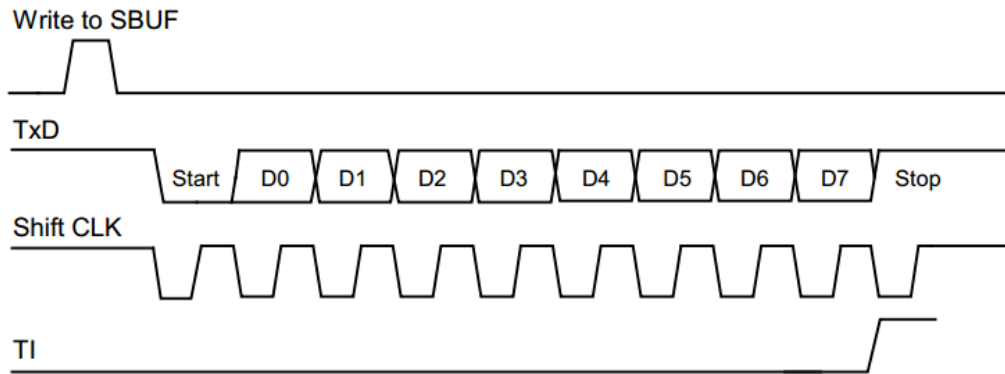 Write to SBUF
TxD
Start D0 D1 D2 D3 D4 D5 D6 D7 Stop
Shift CLK
TI